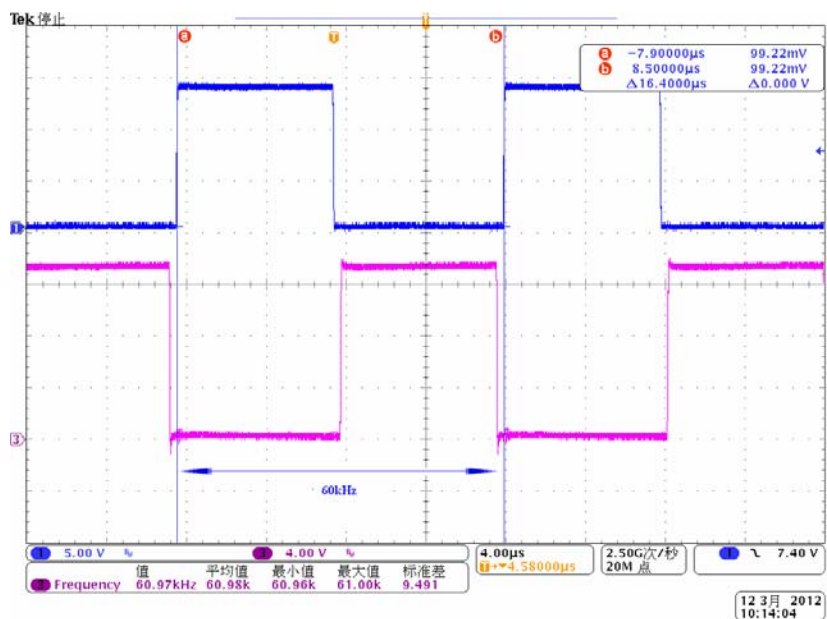 Tek 停止
a
T
b
T
a -7.90000µs 99.22mV
b 8.50000µs 99.22mV
Δ16.4000µs Δ0.000 V
1
3
60kHz
1 5.00 V
3 4.00 V
4.00µs
T→▼4.58000µs
2.50G次/秒
20M 点
1 7.40 V
值 平均值 最小值 最大值 标准差
3 Frequency 60.97kHz 60.98k 60.96k 61.00k 9.491
12 3月 2012
10:14:04